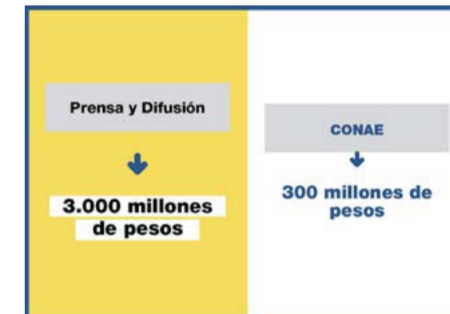 Prensa y Difusión
3.000 millones
de pesos
CONAE
300 millones de
pesos